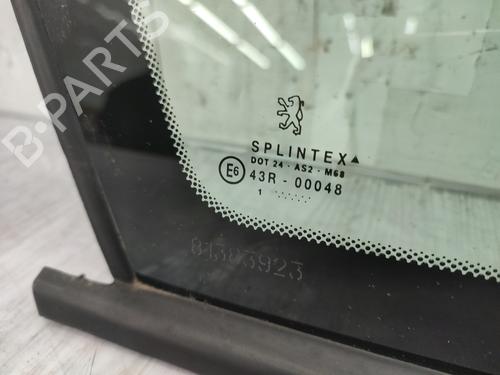 B-PARTS
SPLINTEX
DOT 24 - AS2 - M68
E6 43R - 00048
1